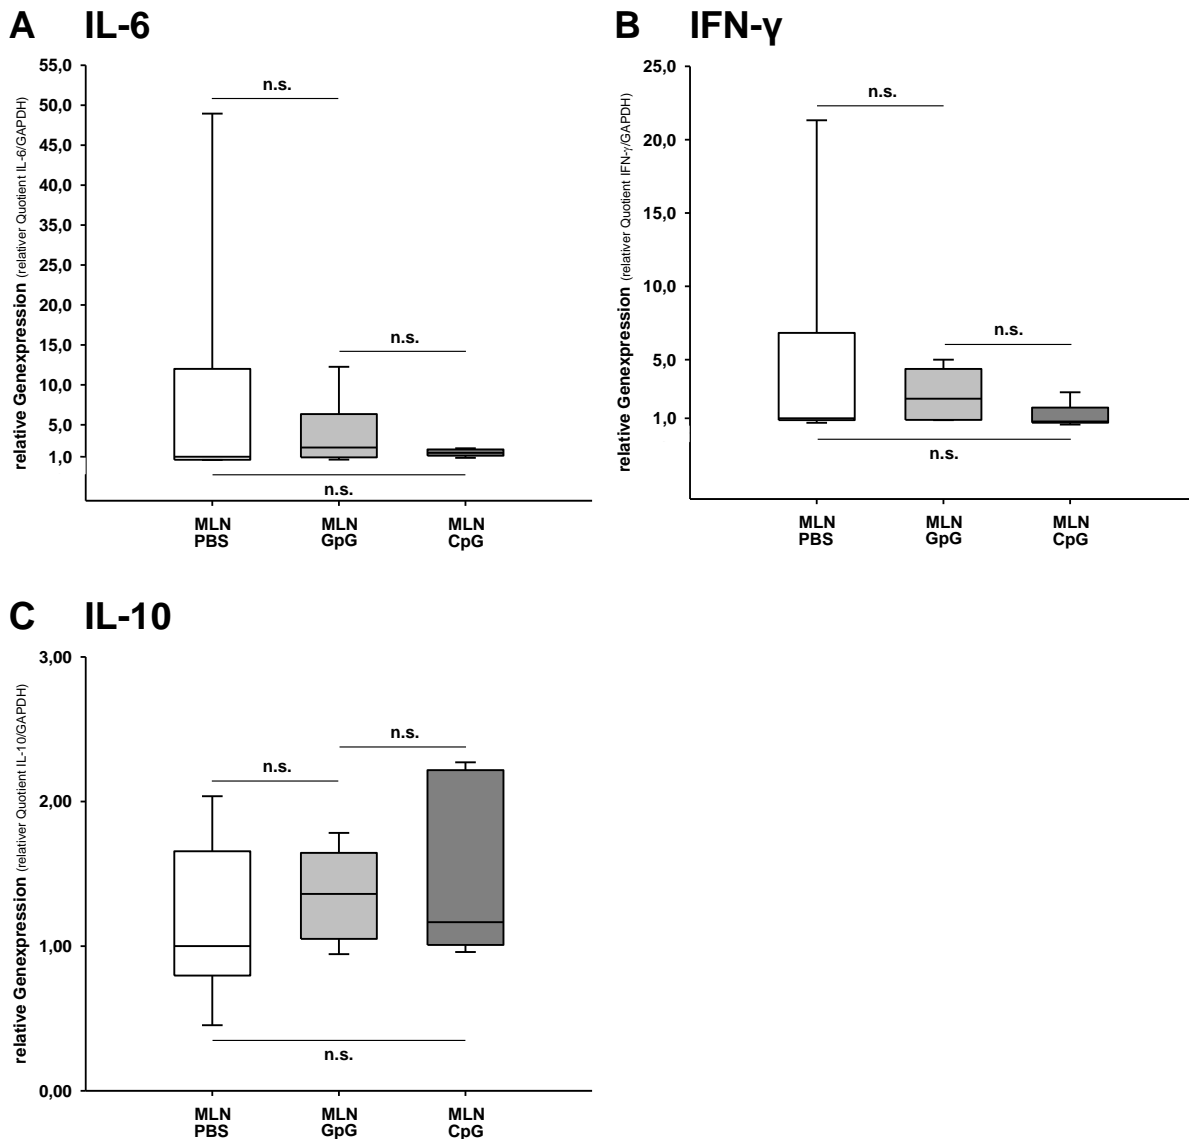 A IL-6
relative Genexpression (relativer Quotient IL-6/GAPDH)
55,0
50,0
45,0
40,0
35,0
30,0
25,0
20,0
15,0
10,0
5,0
1,0
n.s.
n.s.
n.s.
MLN
PBS
MLN
GpG
MLN
CpG
B IFN-γ
relative Genexpression (relativer Quotient IFN-γ/GAPDH)
25,0
20,0
15,0
10,0
5,0
1,0
n.s.
n.s.
n.s.
MLN
PBS
MLN
GpG
MLN
CpG
C IL-10
relative Genexpression (relativer Quotient IL-10/GAPDH)
3,00
2,00
1,00
0,00
n.s.
n.s.
n.s.
MLN
PBS
MLN
GpG
MLN
CpG